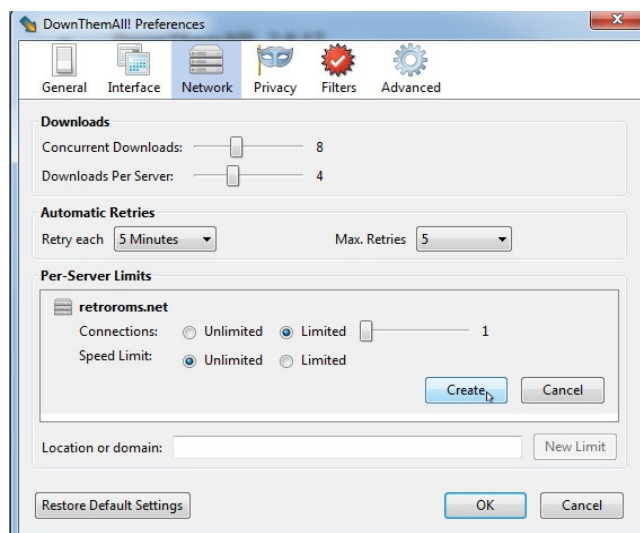 DownThemAll! Preferences
General Interface Network Privacy Filters Advanced
Downloads
Concurrent Downloads: 8
Downloads Per Server: 4
Automatic Retries
Retry each 5 Minutes Max. Retries 5
Per-Server Limits
retroroms.net
Connections: Unlimited Limited 1
Speed Limit: Unlimited Limited
Create Cancel
Location or domain: New Limit
Restore Default Settings OK Cancel